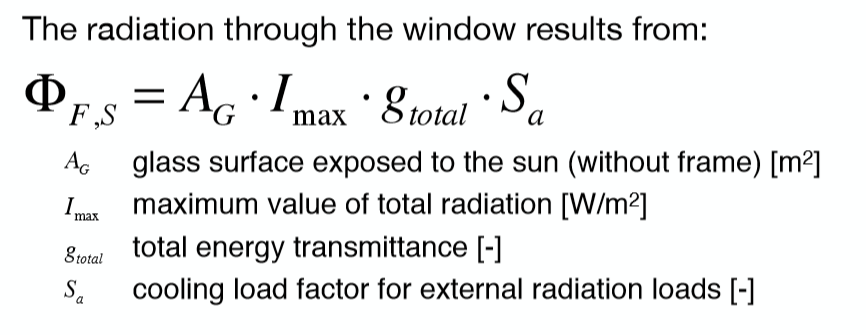 The radiation through the window results from:
Φ_{F,S} = A_G · I_max · g_total · S_a
A_G glass surface exposed to the sun (without frame) [m²]
I_max maximum value of total radiation [W/m²]
g_total total energy transmittance [-]
S_a cooling load factor for external radiation loads [-]